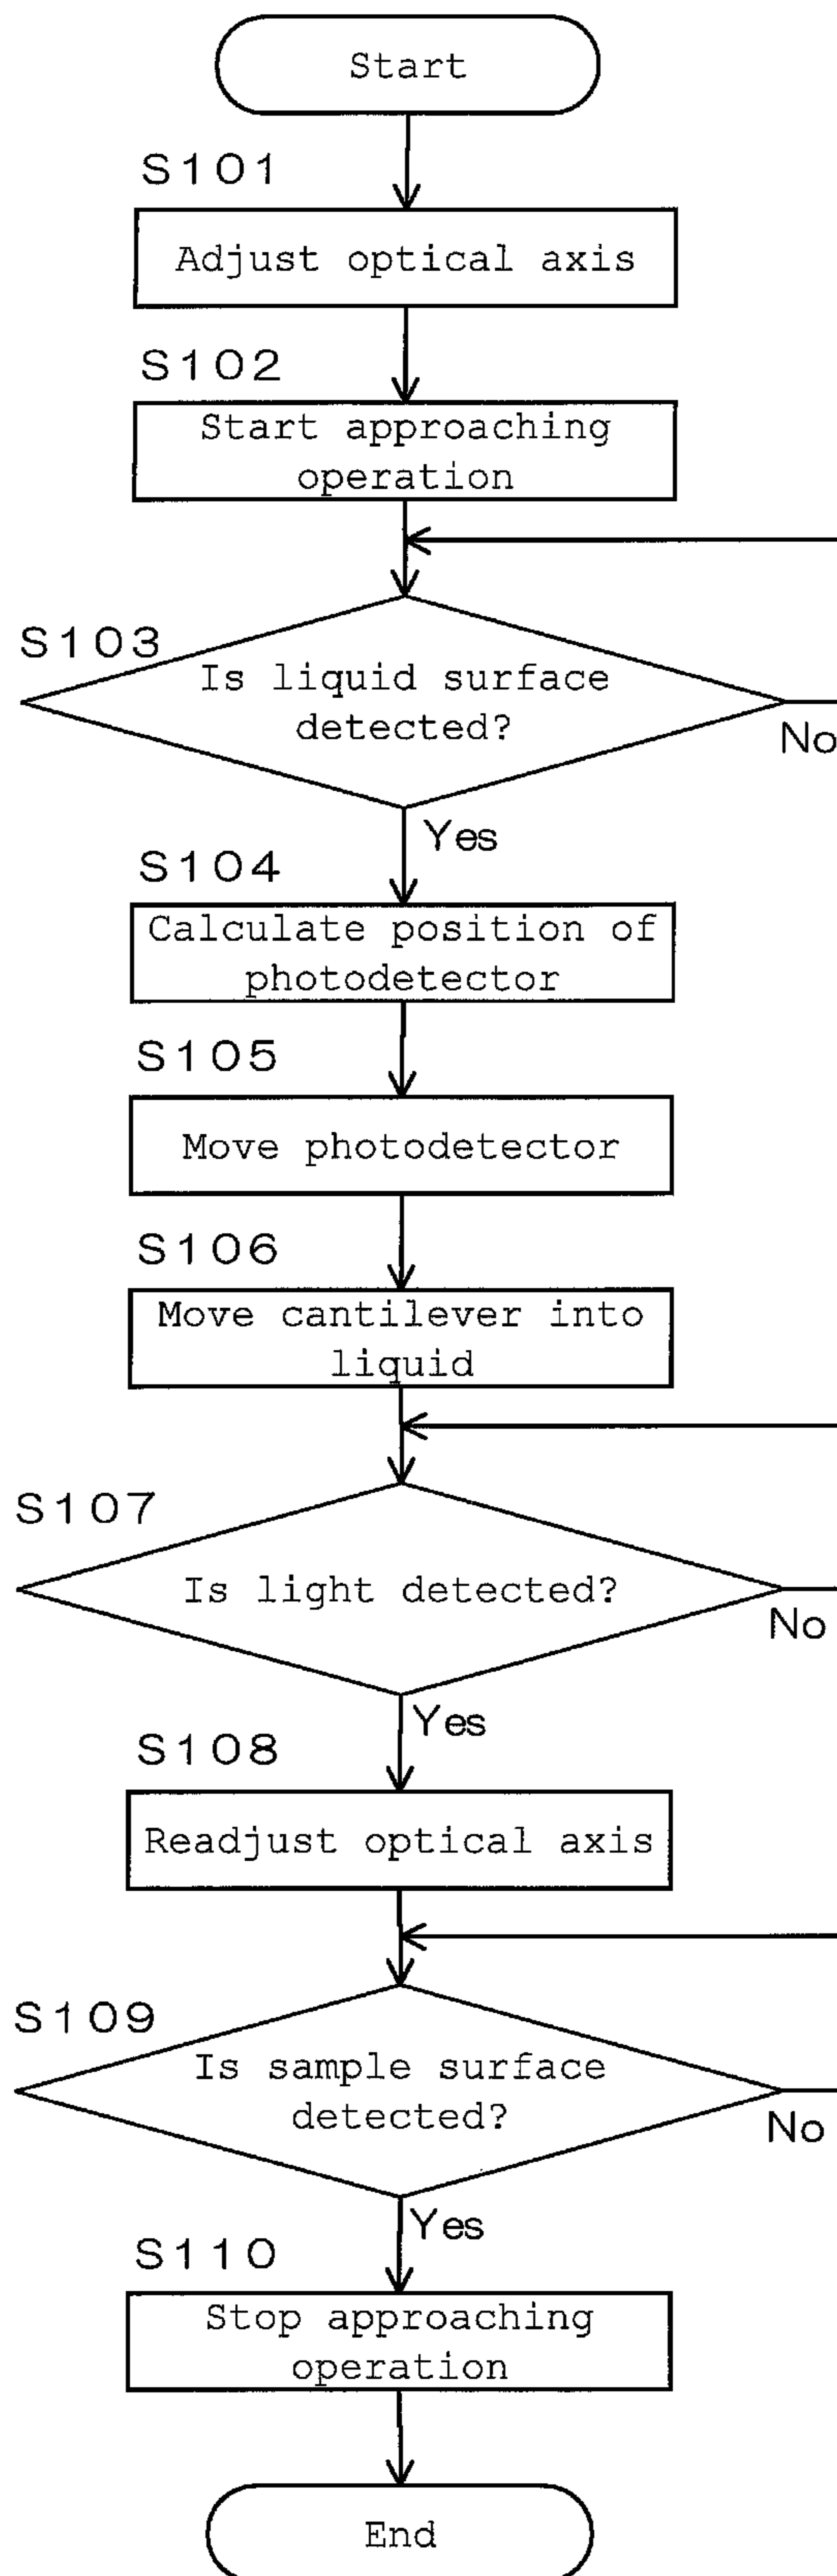 Start
S101
Adjust optical axis
S102
Start approaching
operation
S103
Is liquid surface
detected?
No
Yes
S104
Calculate position of
photodetector
S105
Move photodetector
S106
Move cantilever into
liquid
S107
Is light detected?
No
Yes
S108
Readjust optical axis
S109
Is sample surface
detected?
No
Yes
S110
Stop approaching
operation
End